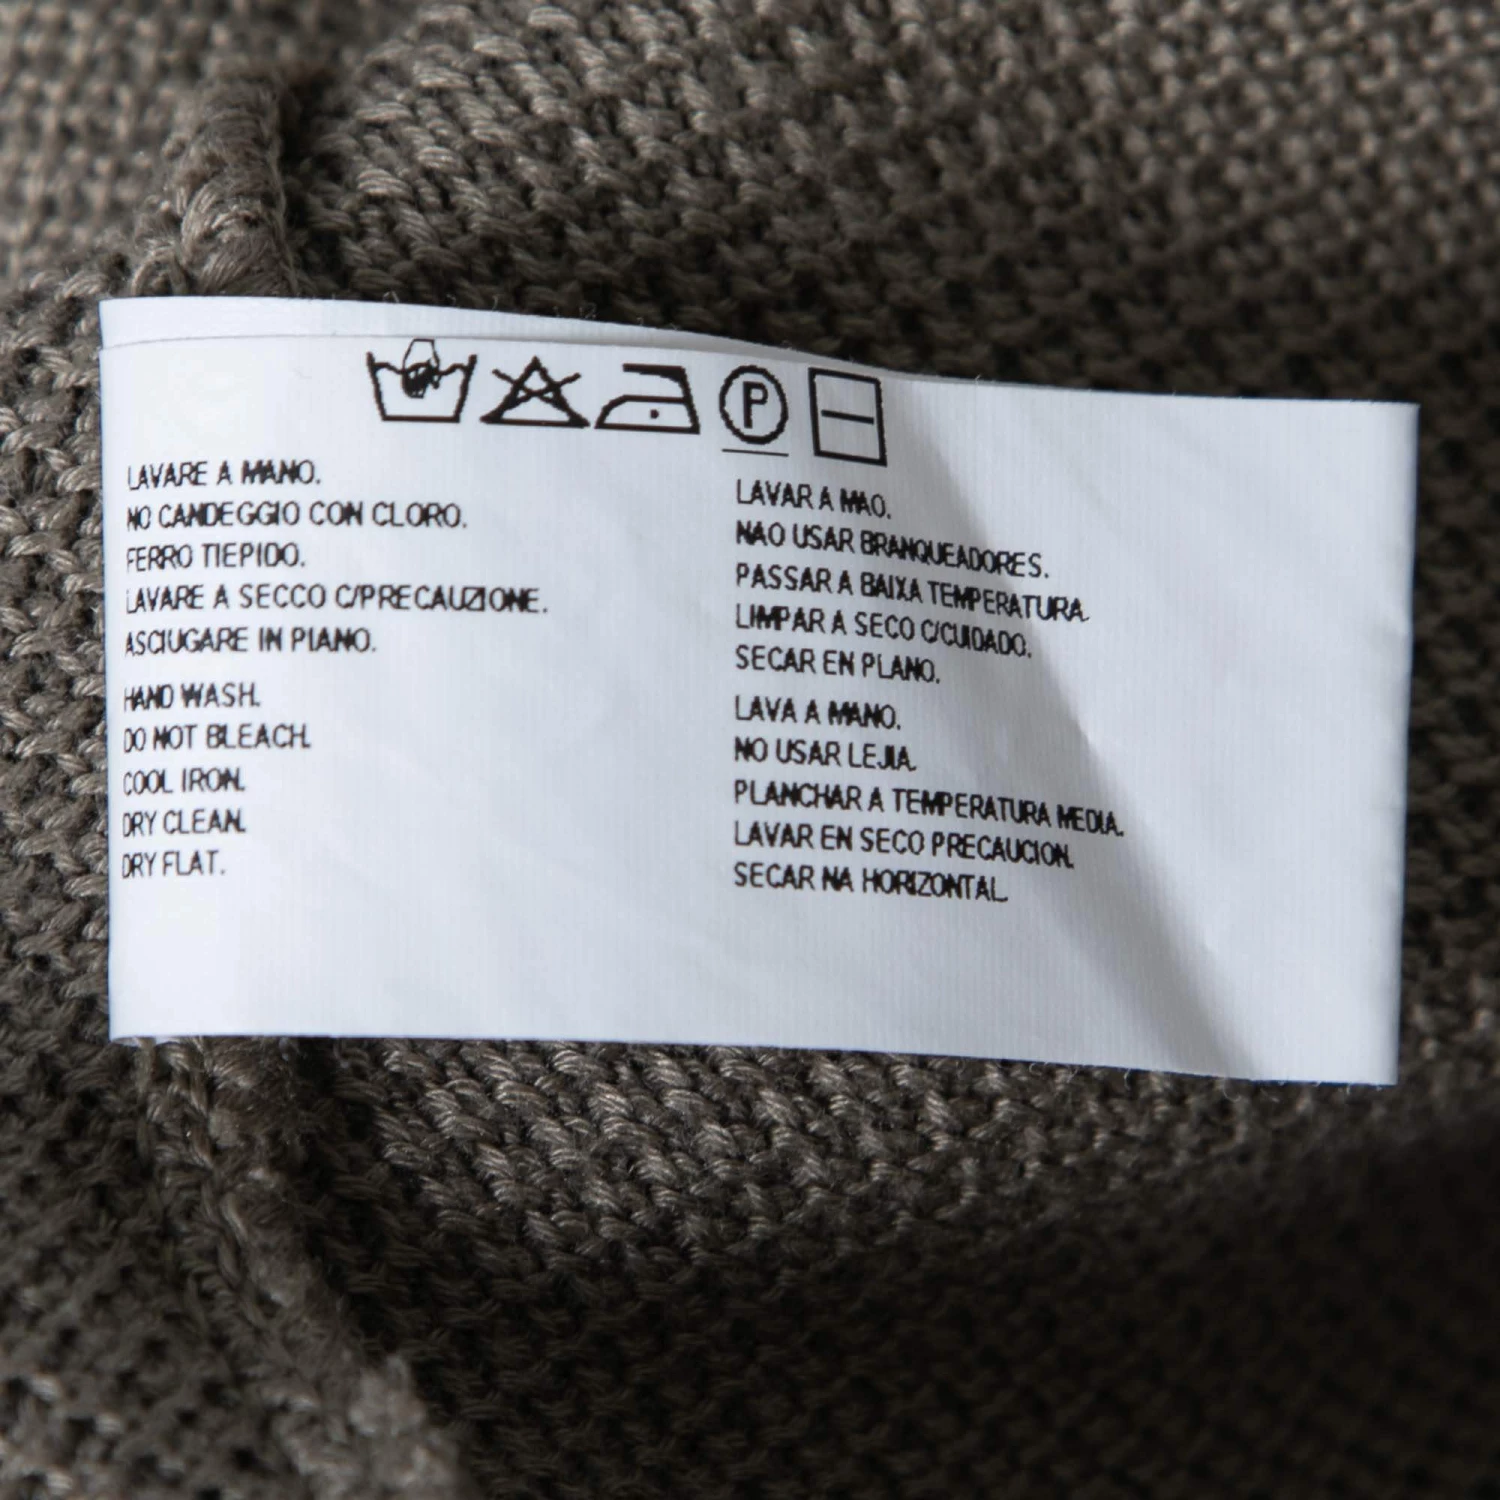 P
LAVARE A MANO.
NO CANDEGGIO CON CLORO.
FERRO TIEPIDO.
LAVARE A SECCO C/PRECAUZIONE.
ASCIUGARE IN PIANO.
HAND WASH.
DO NOT BLEACH.
COOL IRON.
DRY CLEAN.
DRY FLAT.
LAVAR A MAO.
NAO USAR BRANQUEADORES.
PASSAR A BAIXA TEMPERATURA.
LIMPAR A SECO C/CUIDADO.
SECAR EN PLANO.
LAVA A MANO.
NO USAR LEJIA.
PLANCHAR A TEMPERATURA MEDIA.
LAVAR EN SECO PRECAUCION.
SECAR NA HORIZONTAL.